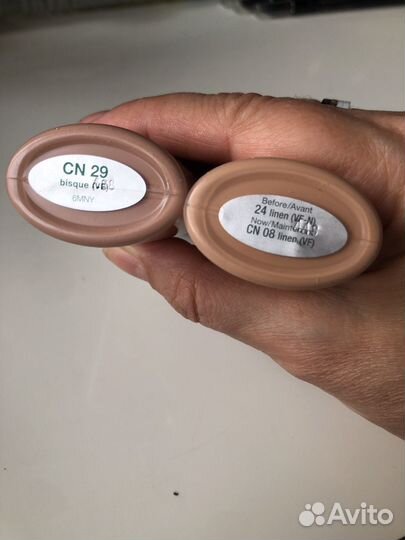 CN 29
bisque (VF)
6MNY
Before/Avant
24 linen (VF-N)
Now/Maintenant
CN 08 linen (VF)
Avito